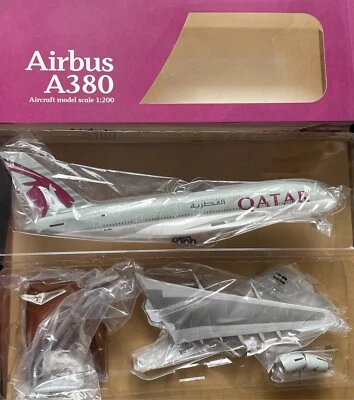 Airbus
A380
Aircraft model scale 1:200
القطرية QATAR